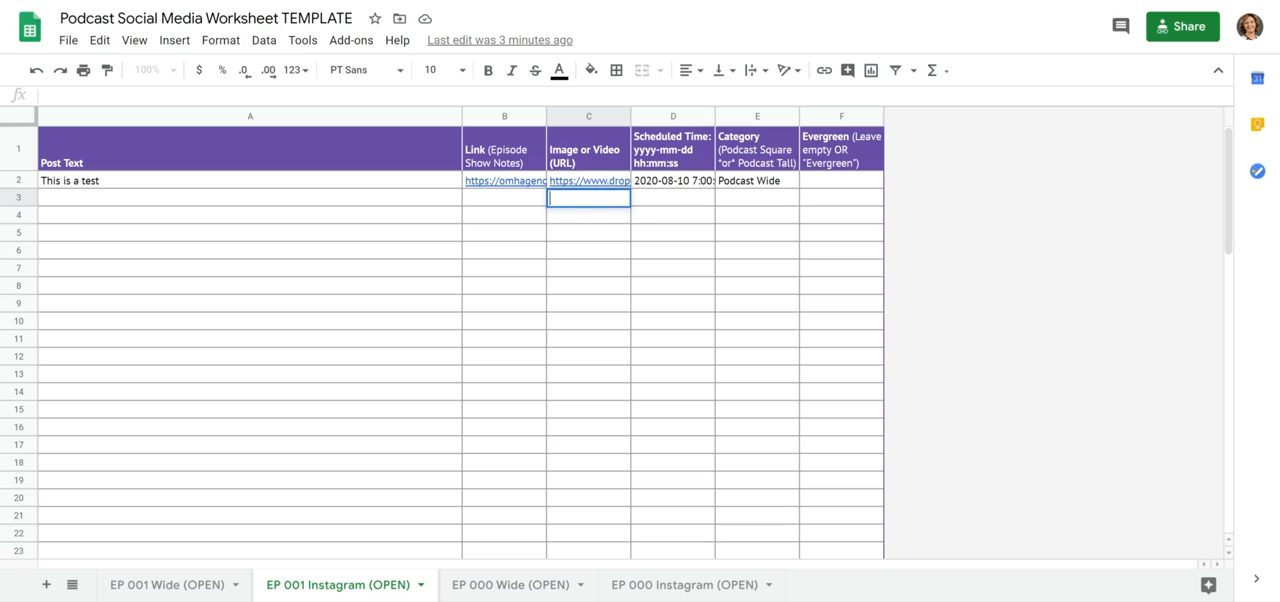 Podcast Social Media Worksheet TEMPLATE
File Edit View Insert Format Data Tools Add-ons Help Last edit was 3 minutes ago
Share
100% $ % .0 .00 123 PT Sans 10 B I S A Σ
fx
A B C D E F
1 Post Text
Link (Episode Show Notes)
Image or Video (URL)
Scheduled Time: yyyy-mm-dd hh:mm:ss
Category (Podcast Square *or* Podcast Tall)
Evergreen (Leave empty OR "Evergreen")
2 This is a test https://omhagend https://www.drop 2020-08-10 7:00: Podcast Wide
3
4
5
6
7
8
9
10
11
12
13
14
15
16
17
18
19
20
21
22
23
EP 001 Wide (OPEN) EP 001 Instagram (OPEN) EP 000 Wide (OPEN) EP 000 Instagram (OPEN)
31